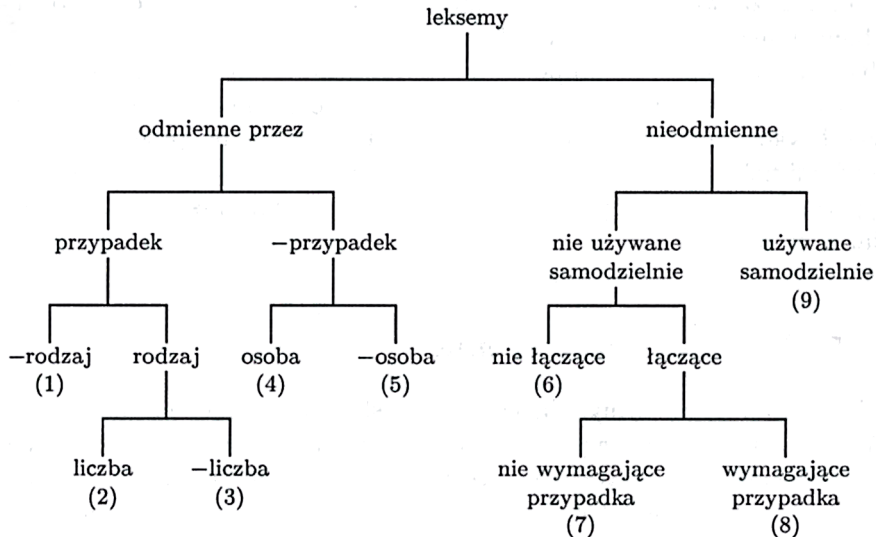 leksemy
odmienne przez
nieodmienne
przypadek
−przypadek
nie używane
samodzielnie
używane
samodzielnie
(9)
−rodzaj
(1)
rodzaj
osoba
(4)
−osoba
(5)
nie łączące
(6)
łączące
liczba
(2)
−liczba
(3)
nie wymagające
przypadka
(7)
wymagające
przypadka
(8)